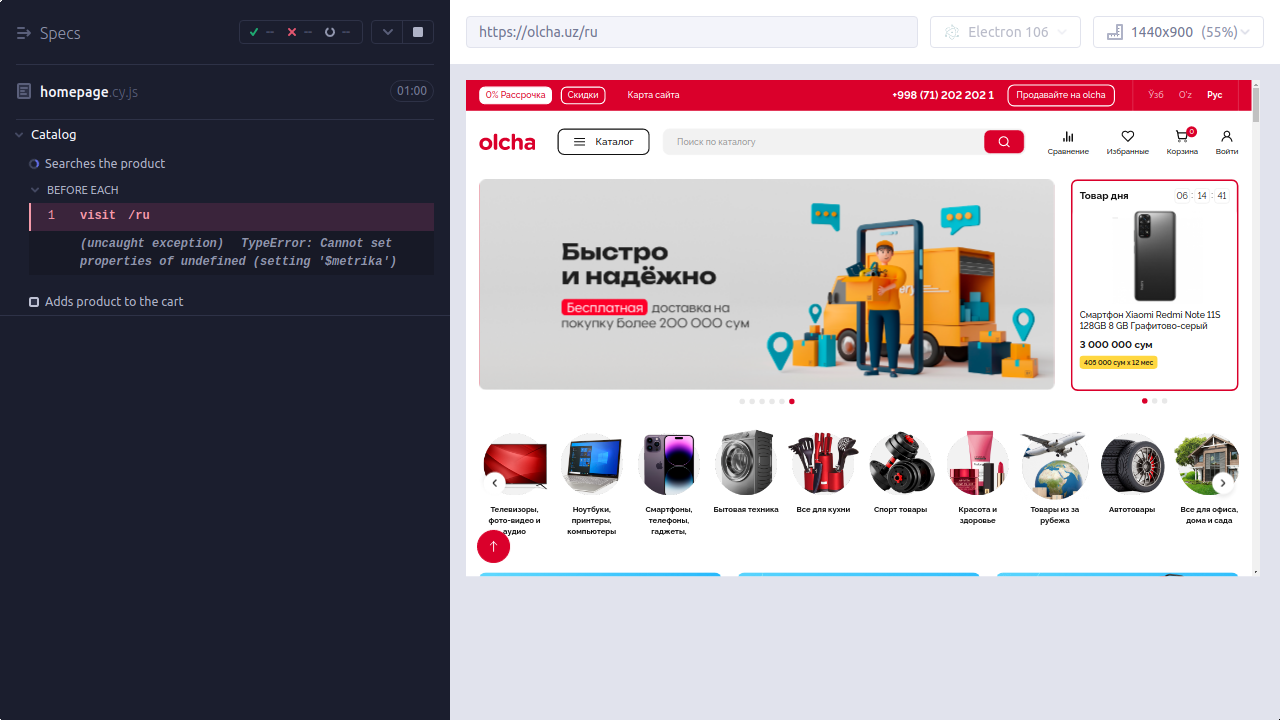 Specs
--
--
--
homepage.cy.js
01:00
Catalog
Searches the product
BEFORE EACH
1 visit /ru
(uncaught exception) TypeError: Cannot set
properties of undefined (setting '$metrika')
Adds product to the cart
https://olcha.uz/ru
Electron 106
1440x900 (55%)
0% Рассрочка
Скидки
Карта сайта
+998 (71) 202 202 1
Продавайте на olcha
Ўзб
O'z
Рус
olcha
Каталог
Поиск по каталогу
Сравнение
Избранные
0
Корзина
Войти
Быстро
и надёжно
Бесплатная доставка на
покупку более 200 000 сум
Товар дня
06 : 14 : 41
Смартфон Xiaomi Redmi Note 11S
128GB 8 GB Графитово-серый
3 000 000 сум
405 000 сум x 12 мес
Телевизоры,
фото-видео и
аудио
Ноутбуки,
принтеры,
компьютеры
Смартфоны,
телефоны,
гаджеты,
Бытовая техника
Все для кухни
Спорт товары
Красота и
здоровье
Товары из за
рубежа
Автотовары
Все для офиса,
дома и сада